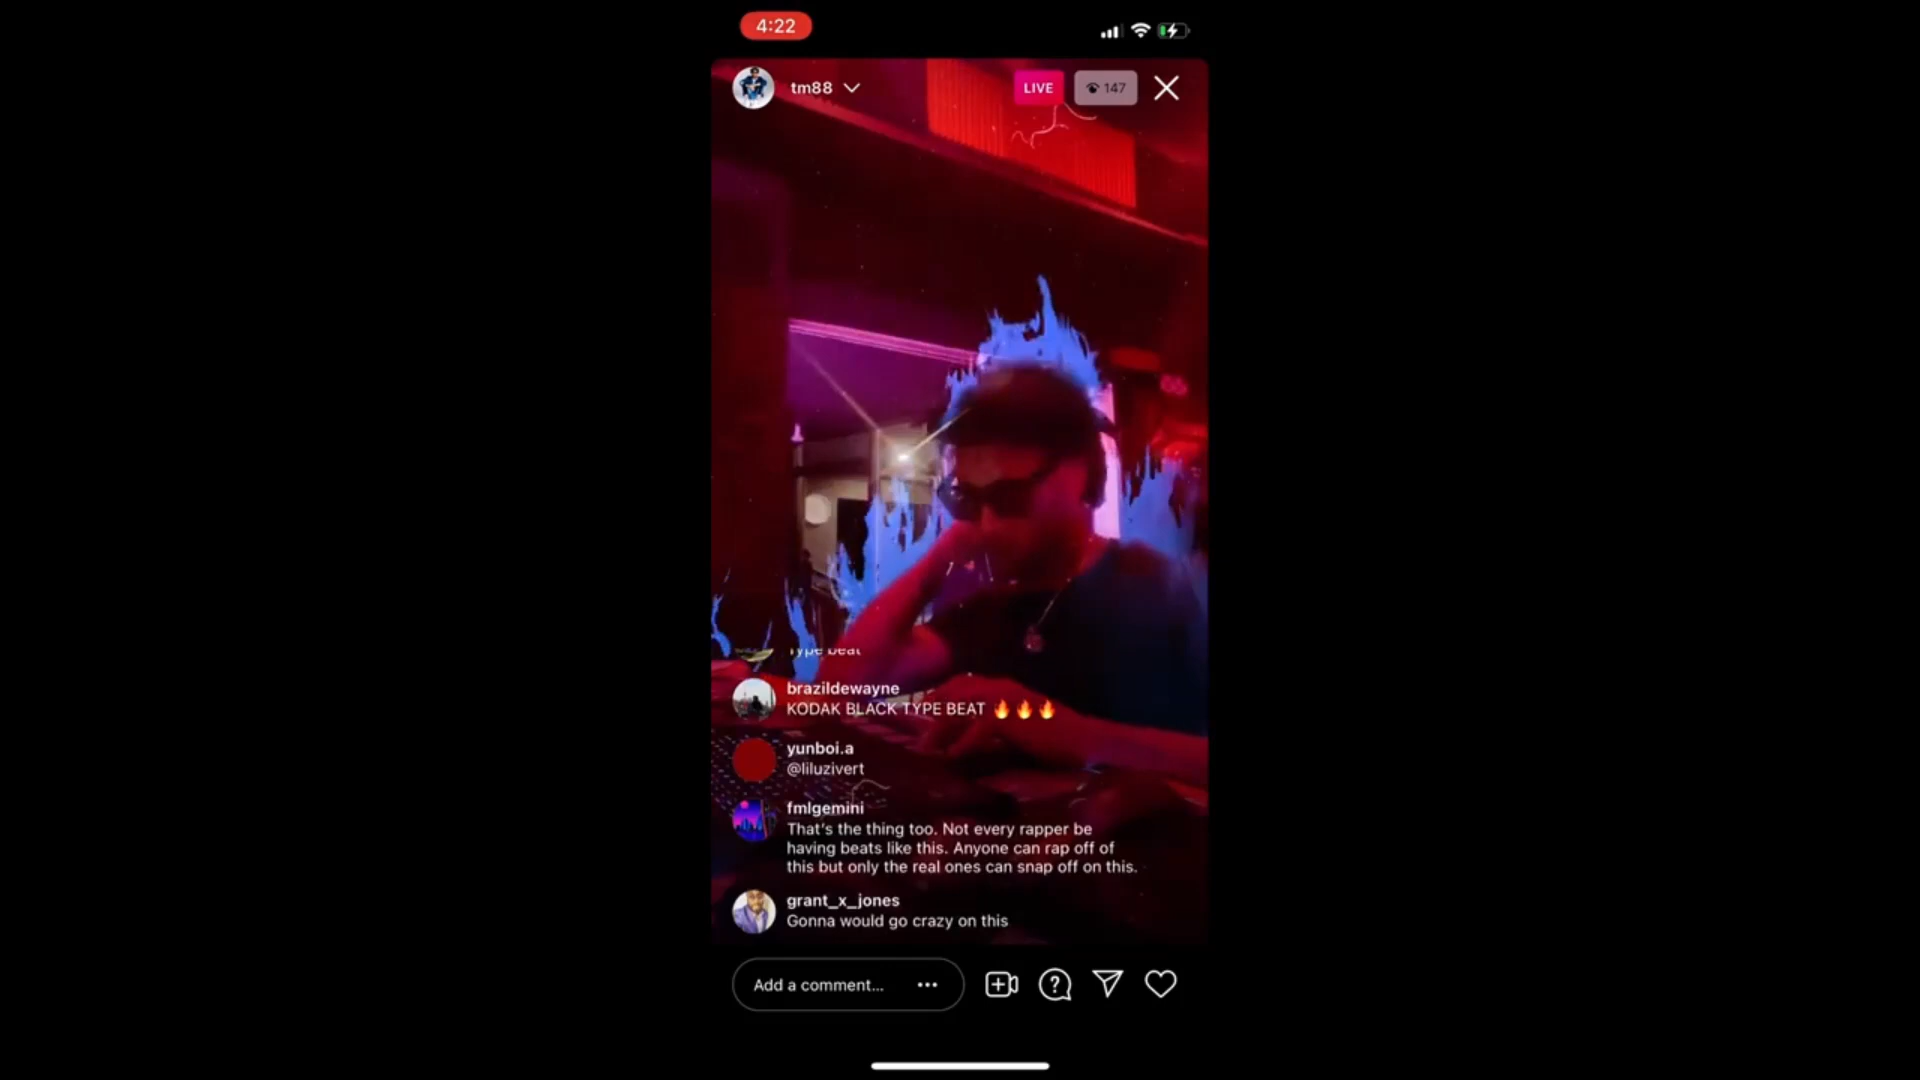 4:22
tm88
LIVE
147
Type beat
brazildewayne
KODAK BLACK TYPE BEAT 🔥🔥🔥
yunboi.a
@liluzivert
fmlgemini
That's the thing too. Not every rapper be
having beats like this. Anyone can rap off of
this but only the real ones can snap off on this.
grant_x_jones
Gonna would go crazy on this
Add a comment...